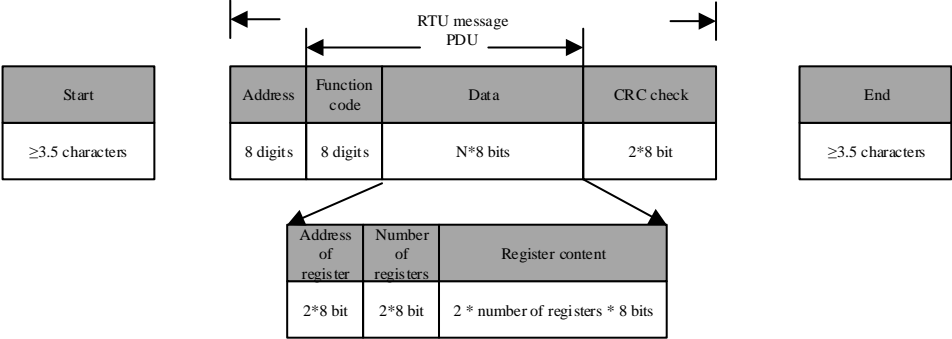 RTU message
PDU
Start
Address
Function
code
Data
CRC check
End
≥3.5 characters
8 digits
8 digits
N*8 bits
2*8 bit
≥3.5 characters
Address
of
register
Number
of
registers
Register content
2*8 bit
2*8 bit
2 * number of registers * 8 bits